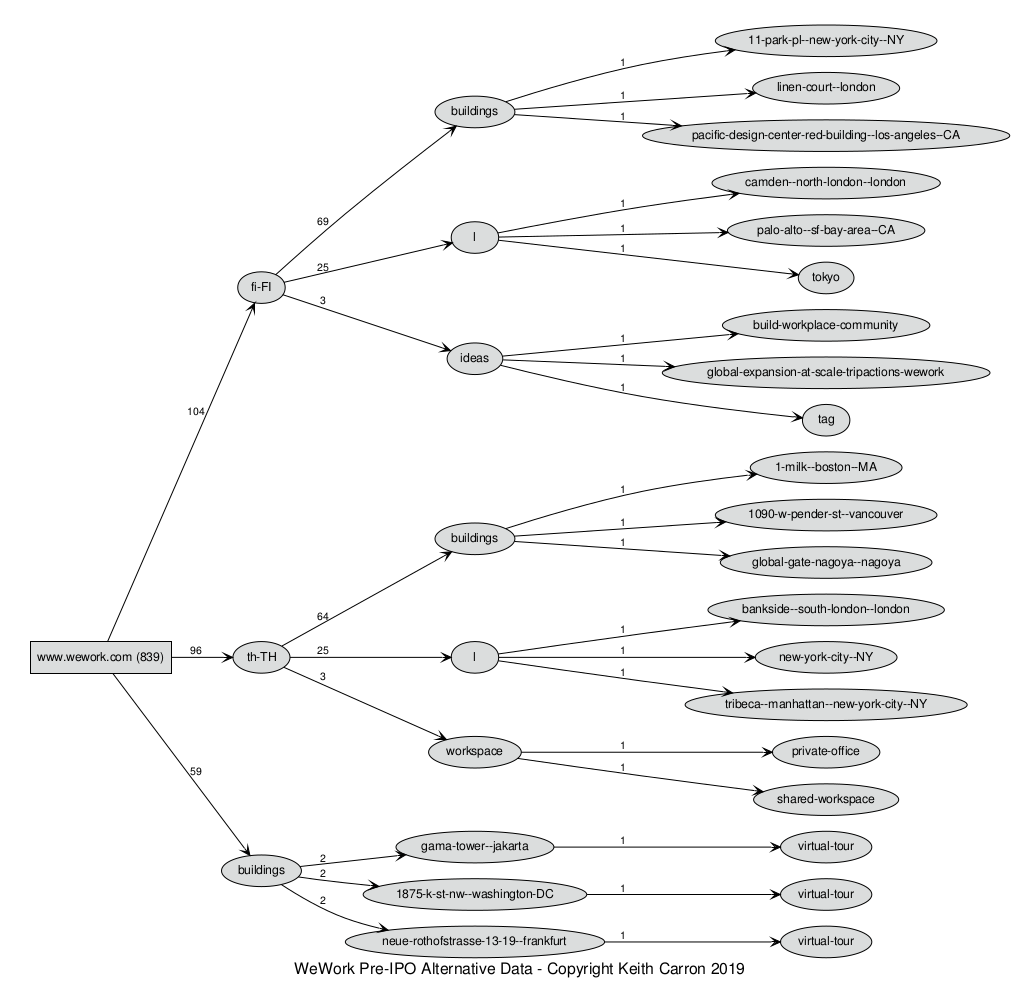 11-park-pl--new-york-city--NY
1
linen-court--london
1
buildings
1
pacific-design-center-red-building--los-angeles--CA
camden--north-london--london
1
69
palo-alto--sf-bay-area--CA
l
1
25
1
tokyo
fi-FI
3
build-workplace-community
1
ideas
1
global-expansion-at-scale-tripactions-wework
1
104
tag
1-milk--boston--MA
1
1090-w-pender-st--vancouver
buildings
1
1
global-gate-nagoya--nagoya
64
bankside--south-london--london
1
www.wework.com (839)
96
th-TH
25
l
1
new-york-city--NY
3
1
tribeca--manhattan--new-york-city--NY
workspace
1
private-office
59
1
shared-workspace
2
gama-tower--jakarta
1
virtual-tour
buildings
2
1875-k-st-nw--washington-DC
1
virtual-tour
2
neue-rothofstrasse-13-19--frankfurt
1
virtual-tour
WeWork Pre-IPO Alternative Data - Copyright Keith Carron 2019